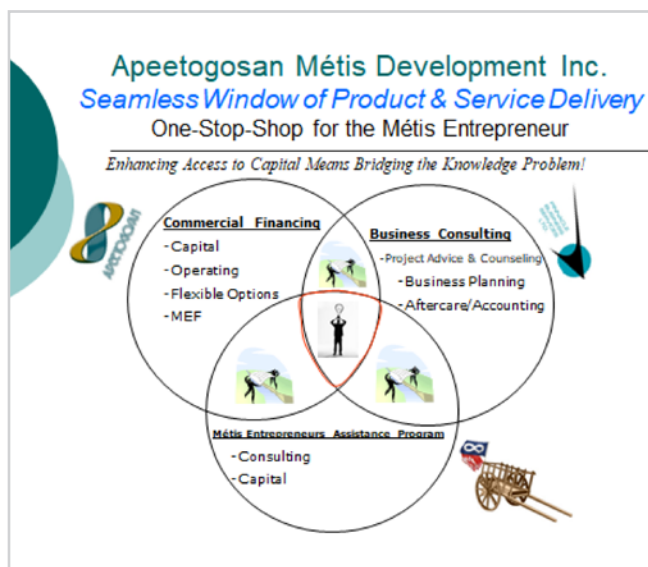 Apeetogosan Métis Development Inc.
Seamless Window of Product & Service Delivery
One-Stop-Shop for the Métis Entrepreneur
Enhancing Access to Capital Means Bridging the Knowledge Problem!
APEETOGOSAN
Commercial Financing
-Capital
-Operating
-Flexible Options
-MEF
Business Consulting
-Project Advice & Counseling
-Business Planning
-Aftercare/Accounting
Métis Entrepreneurs Assistance Program
-Consulting
-Capital